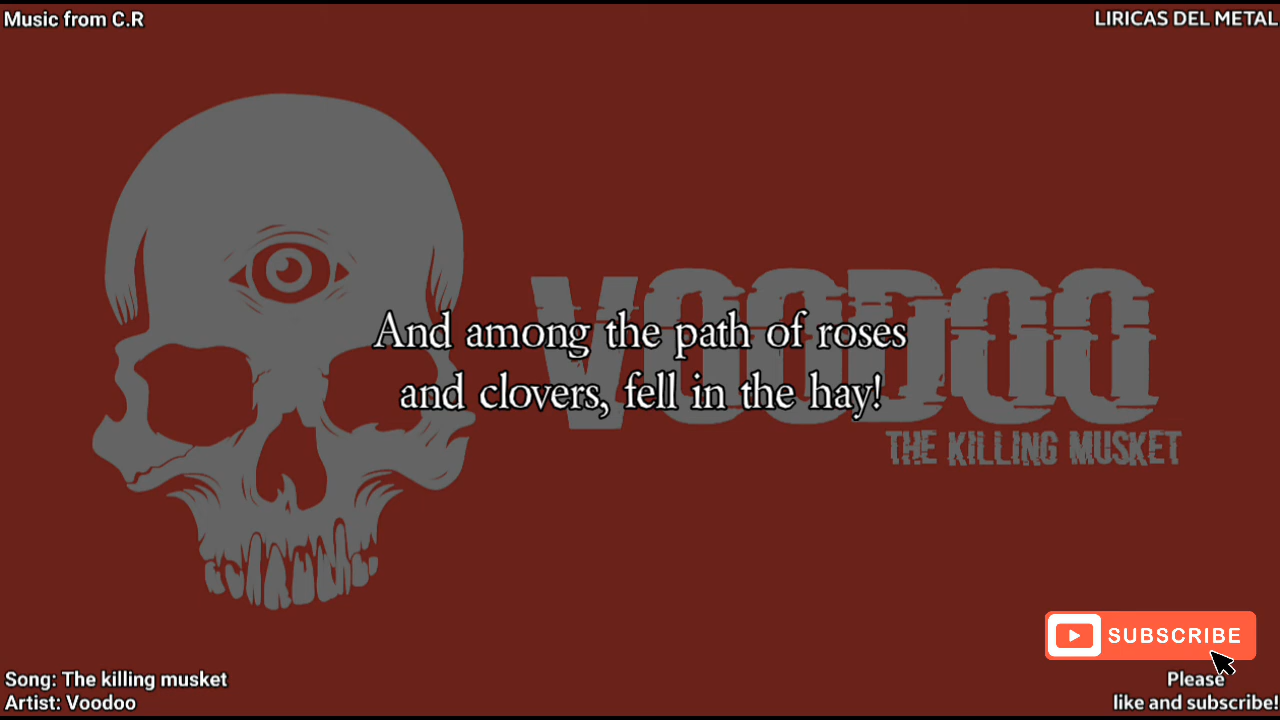 Music from C.R
LIRICAS DEL METAL
VOODOO
And among the path of roses
and clovers, fell in the hay!
THE KILLING MUSKET
SUBSCRIBE
Song: The killing musket
Artist: Voodoo
Please
like and subscribe!